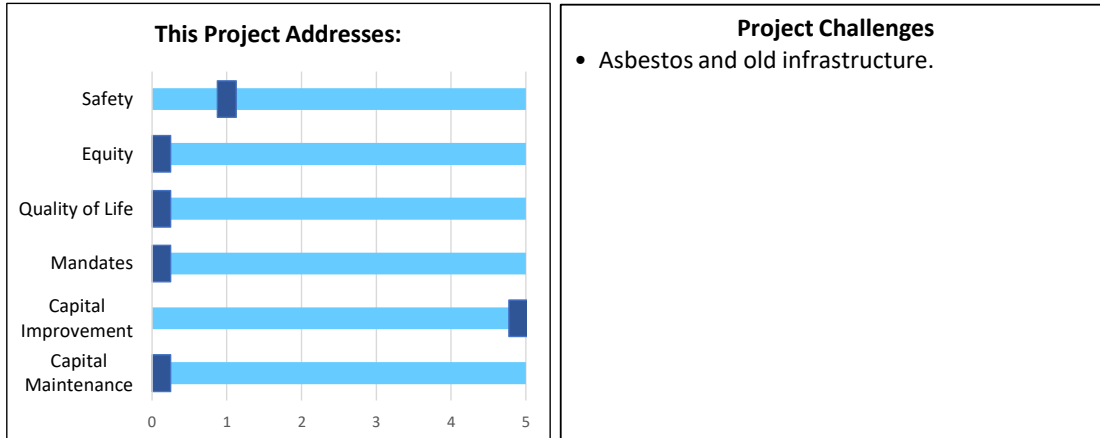 This Project Addresses:
Safety
Equity
Quality of Life
Mandates
Capital
Improvement
Capital
Maintenance
0 1 2 3 4 5
Project Challenges
• Asbestos and old infrastructure.